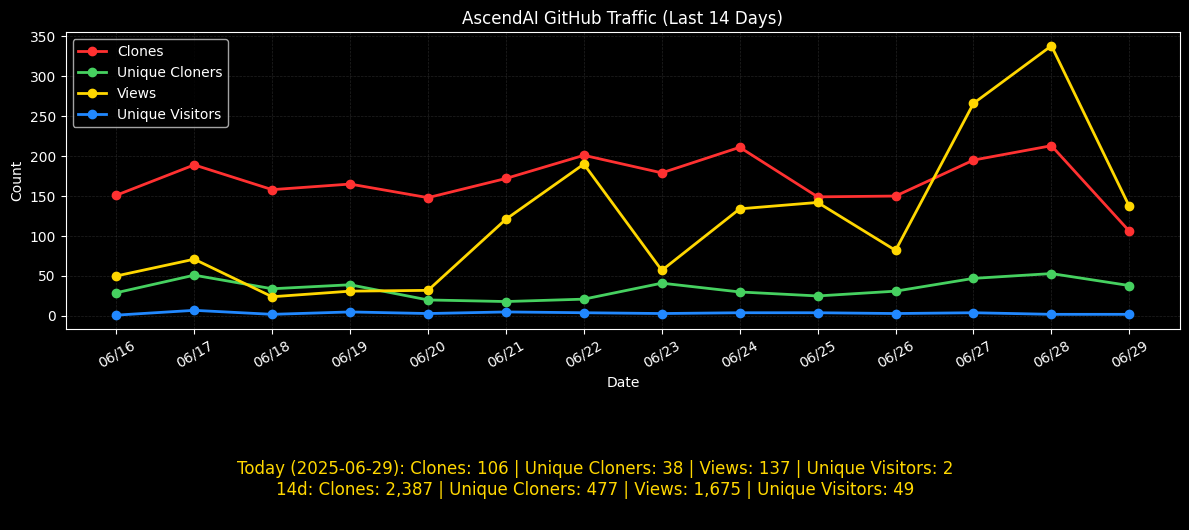 AscendAI GitHub Traffic (Last 14 Days)
350
300
250
200
150
100
50
0
Count
Clones
Unique Cloners
Views
Unique Visitors
06/16 06/17 06/18 06/19 06/20 06/21 06/22 06/23 06/24 06/25 06/26 06/27 06/28 06/29
Date
Today (2025-06-29): Clones: 106 | Unique Cloners: 38 | Views: 137 | Unique Visitors: 2
14d: Clones: 2,387 | Unique Cloners: 477 | Views: 1,675 | Unique Visitors: 49